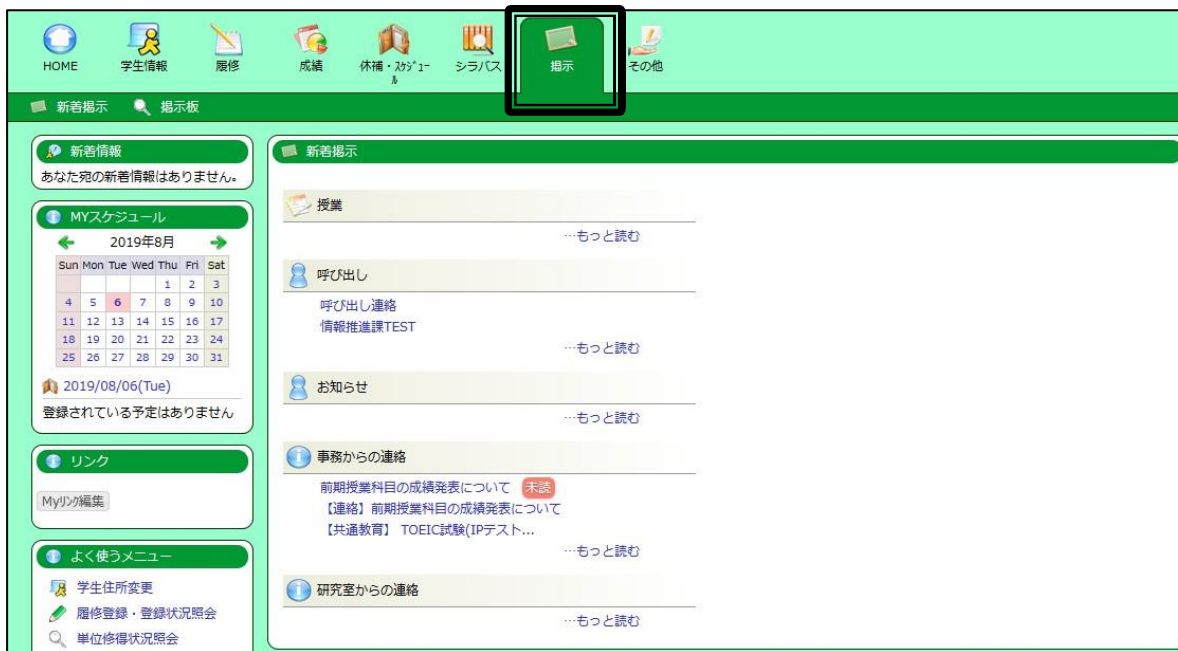 HOME
学生情報
履修
成績
休補・ｽｹｼﾞｭｰ
ﾙ
シラバス
掲示
その他
新着掲示
掲示板
新着情報
あなた宛の新着情報はありません。
MYスケジュール
2019年8月
Sun Mon Tue Wed Thu Fri Sat
1 2 3
4 5 6 7 8 9 10
11 12 13 14 15 16 17
18 19 20 21 22 23 24
25 26 27 28 29 30 31
2019/08/06(Tue)
登録されている予定はありません
リンク
Myﾘﾝｸ編集
よく使うメニュー
学生住所変更
履修登録・登録状況照会
単位修得状況照会
新着掲示
授業
…もっと読む
呼び出し
呼び出し連絡
情報推進課TEST
…もっと読む
お知らせ
…もっと読む
事務からの連絡
前期授業科目の成績発表について 未読
【連絡】前期授業科目の成績発表について
【共通教育】 TOEIC試験(IPテスト...
…もっと読む
研究室からの連絡
…もっと読む